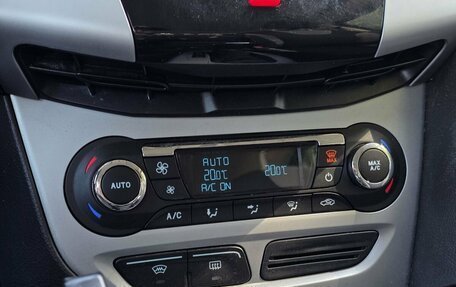 AUTO
20.0°C 20.0°C
A/C ON
AUTO
MAX
MAX
A/C
A/C